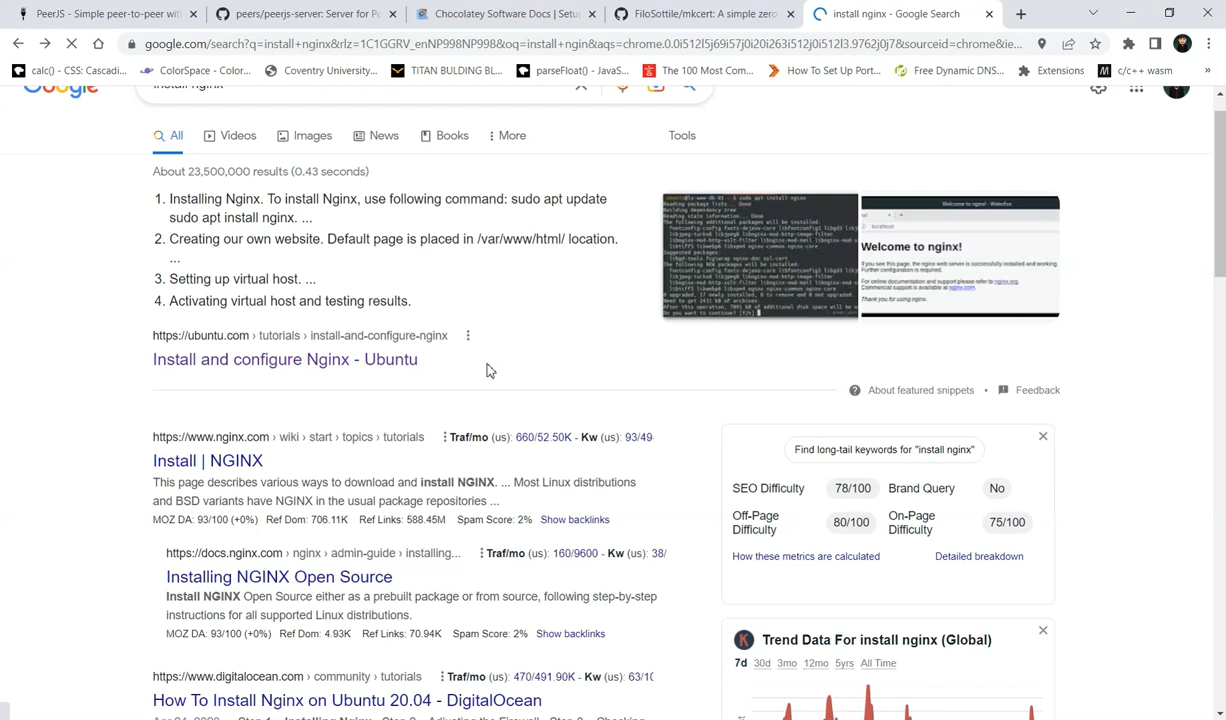 PeerJS - Simple peer-to-peer wit
peers/peerjs-server: Server for Pe
Chocolatey Software Docs | Setup
FiloSottile/mkcert: A simple zero-
install nginx - Google Search
google.com/search?q=install+nginx&rlz=1C1GGRV_enNP998NP998&oq=install+ngin&aqs=chrome.0.0i512l5j69i57j0i20i263i512j0i512l3.9762j0j7&sourceid=chrome&ie...
calc() - CSS: Cascadi...
ColorSpace - Color...
Coventry University...
TITAN BULDING BL...
parseFloat() - JavaS...
The 100 Most Com...
How To Set Up Port...
Free Dynamic DNS...
Extensions
c/c++ wasm
»
install nginx
All
Videos
Images
News
Books
More
Tools
About 23,500,000 results (0.43 seconds)
1. Installing Nginx. To install Nginx, use following command: sudo apt update
sudo apt install nginx. ...
2. Creating our own website. Default page is placed in /var/www/html/ location.
...
3. Setting up virtual host. ...
4. Activating virtual host and testing results.
Welcome to nginx!
https://ubuntu.com › tutorials › install-and-configure-nginx
Install and configure Nginx - Ubuntu
About featured snippets • Feedback
https://www.nginx.com › wiki › start › topics › tutorials
Traf/mo (us): 660/52.50K - Kw (us): 93/49
Install | NGINX
This page describes various ways to download and install NGINX. ... Most Linux distributions
and BSD variants have NGINX in the usual package repositories ...
MOZ DA: 93/100 (+0%) Ref Dom: 706.11K Ref Links: 588.45M Spam Score: 2% Show backlinks
https://docs.nginx.com › nginx › admin-guide › installing...
Traf/mo (us): 160/9600 - Kw (us): 38/
Installing NGINX Open Source
Install NGINX Open Source either as a prebuilt package or from source, following step-by-step
instructions for all supported Linux distributions.
MOZ DA: 93/100 (+0%) Ref Dom: 4.93K Ref Links: 70.94K Spam Score: 2% Show backlinks
https://www.digitalocean.com › community › tutorials
Traf/mo (us): 470/491.90K - Kw (us): 63/10
How To Install Nginx on Ubuntu 20.04 - DigitalOcean
Find long-tail keywords for "install nginx"
SEO Difficulty 78/100 Brand Query No
Off-Page Difficulty 80/100 On-Page Difficulty 75/100
How these metrics are calculated
Detailed breakdown
Trend Data For install nginx (Global)
7d 30d 3mo 12mo 5yrs All Time